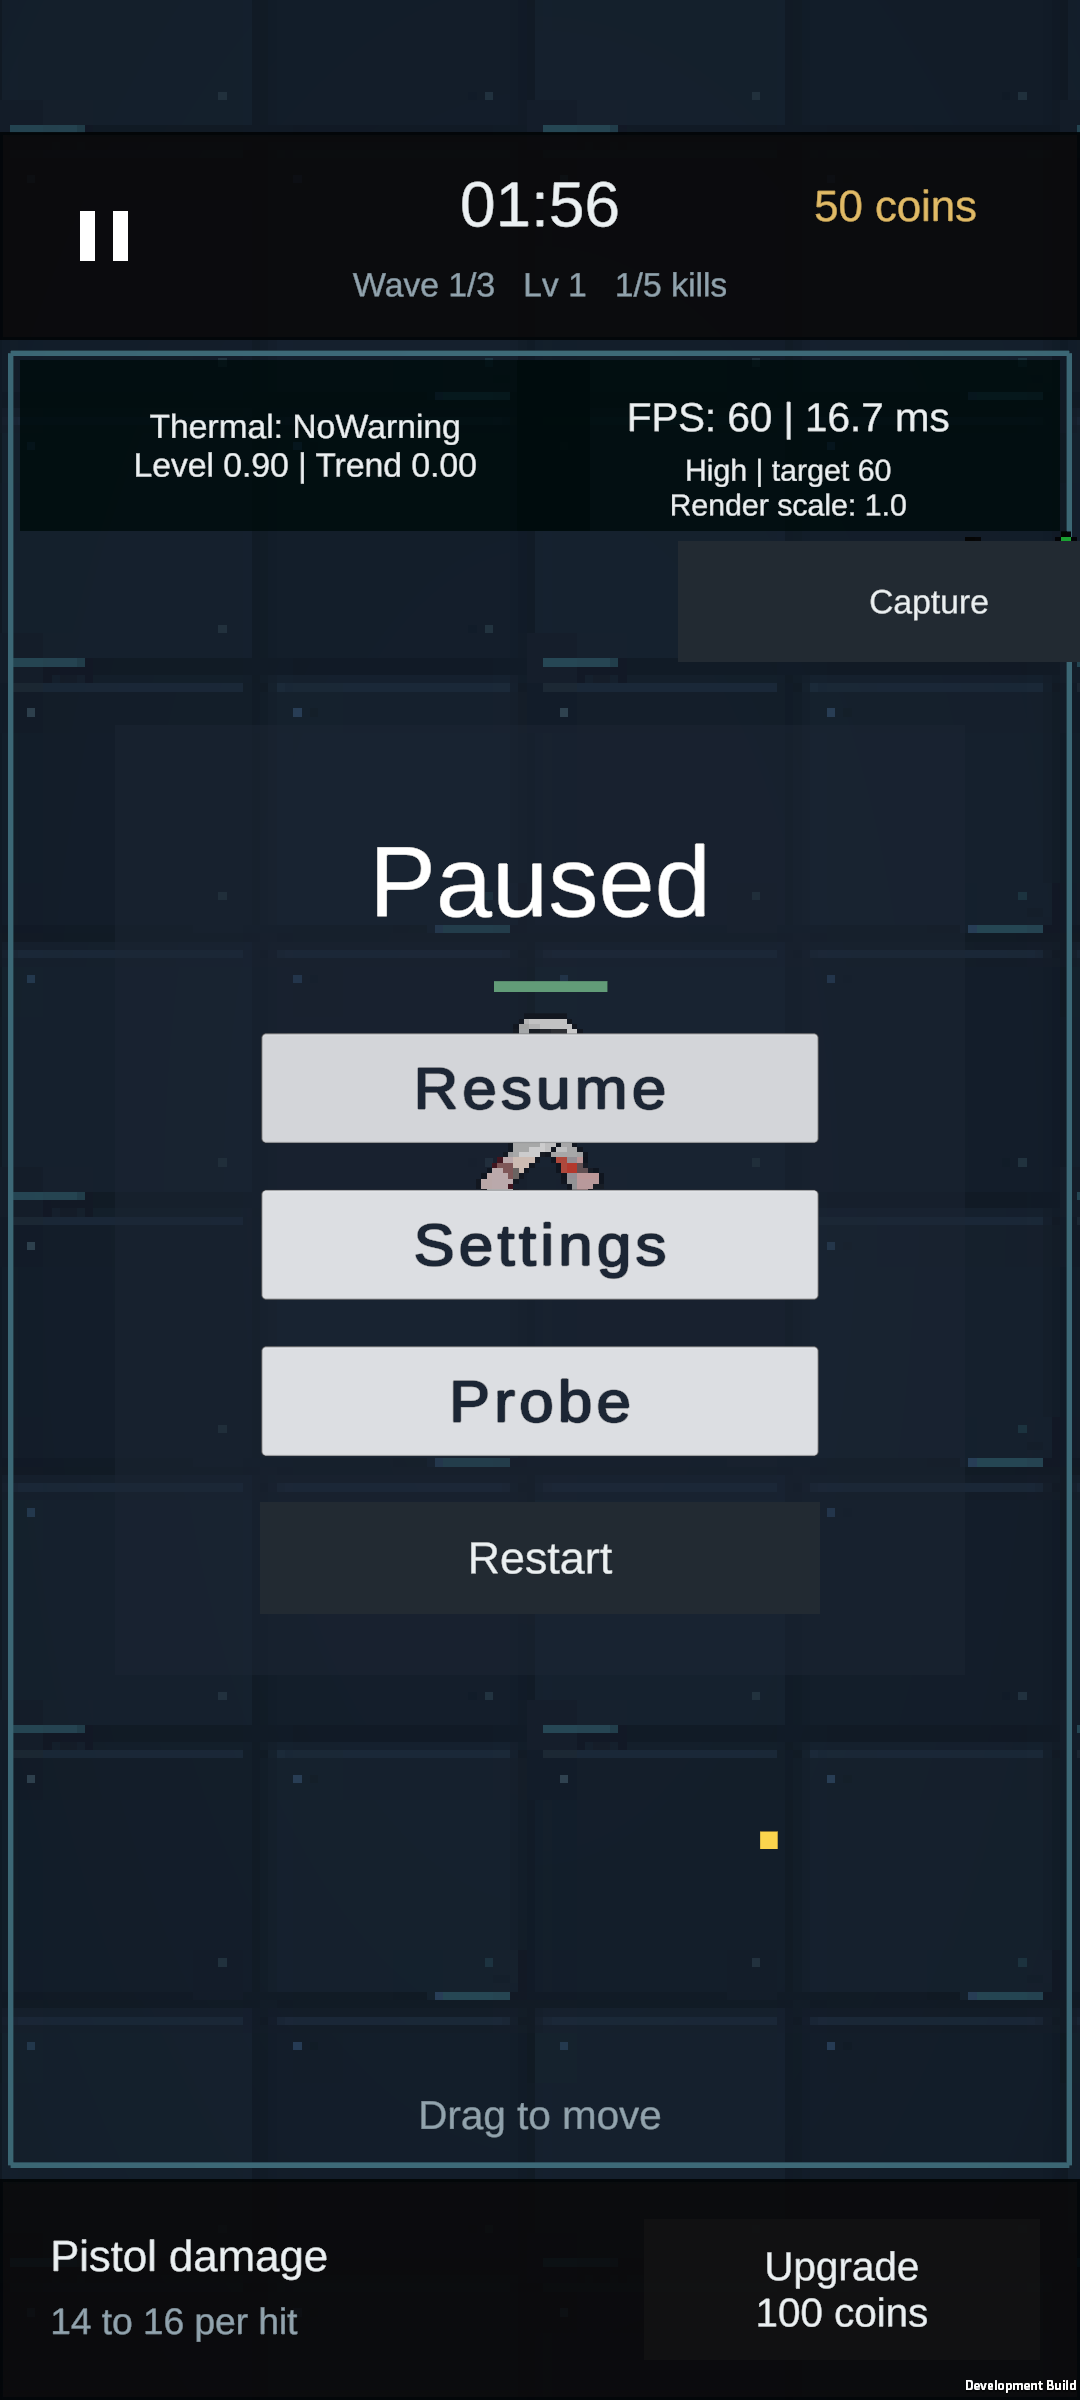 01:56
50 coins
Wave 1/3 Lv 1 1/5 kills
Thermal: NoWarning
Level 0.90 | Trend 0.00
FPS: 60 | 16.7 ms
High | target 60
Render scale: 1.0
Capture
Paused
Resume
Settings
Probe
Restart
Drag to move
Pistol damage
14 to 16 per hit
Upgrade
100 coins
Development Build